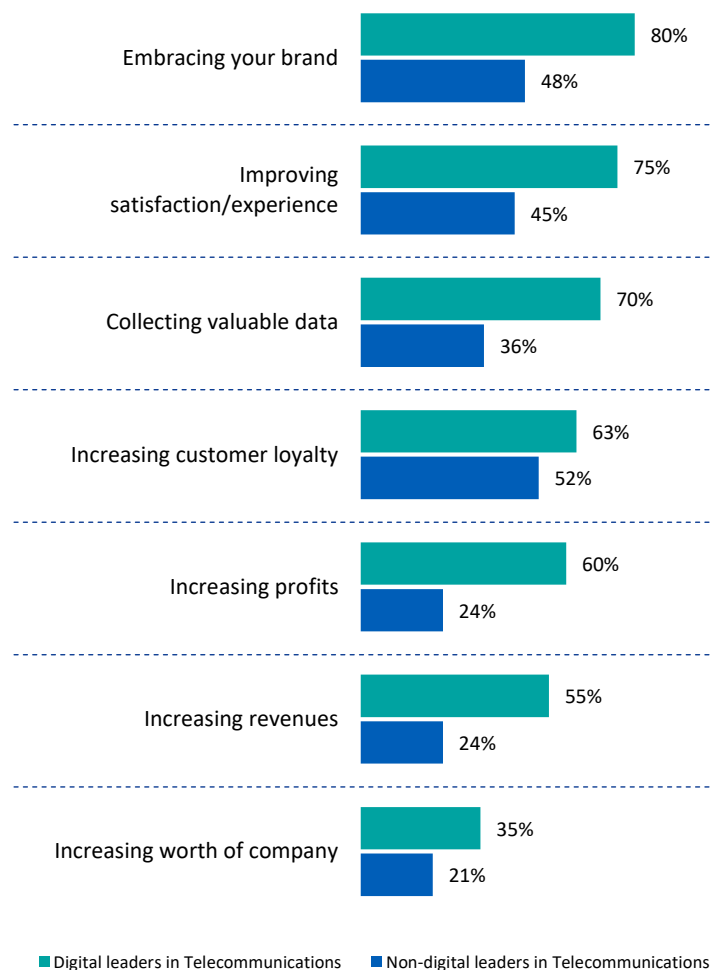 Embracing your brand
80%
48%
Improving
satisfaction/experience
75%
45%
Collecting valuable data
70%
36%
Increasing customer loyalty
63%
52%
Increasing profits
60%
24%
Increasing revenues
55%
24%
Increasing worth of company
35%
21%
Digital leaders in Telecommunications
Non-digital leaders in Telecommunications